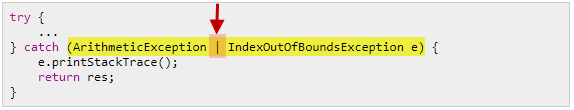 try {
...
} catch (ArithmeticException | IndexOutOfBoundsException e) {
e.printStackTrace();
return res;
}